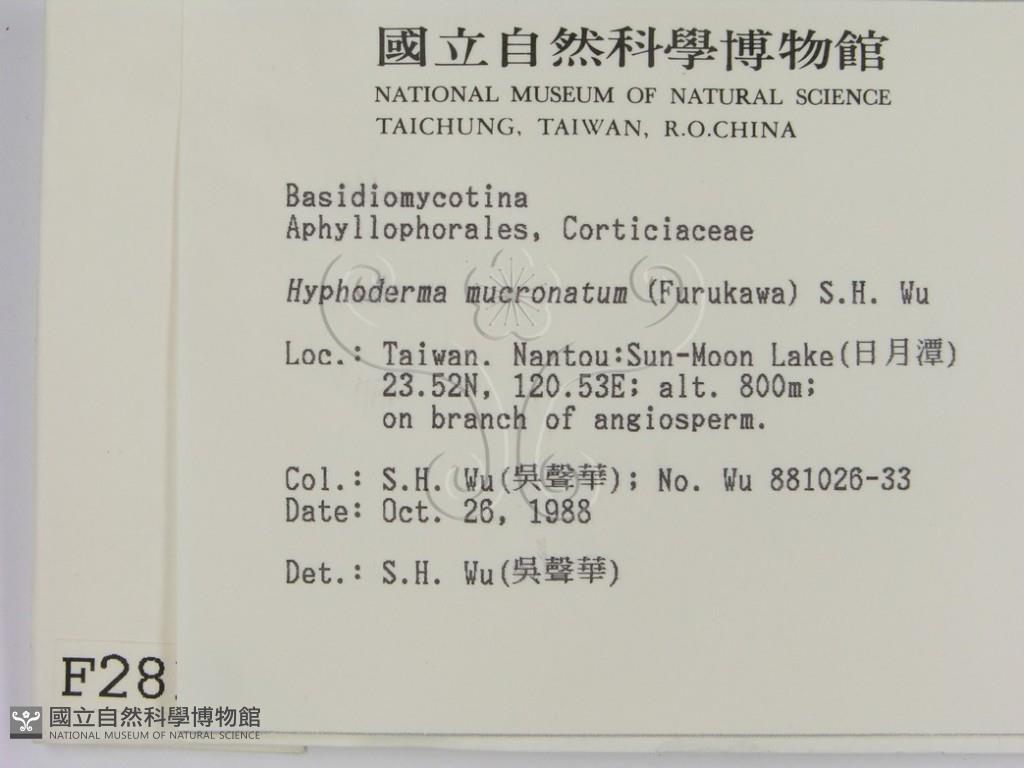 國立自然科學博物館
NATIONAL MUSEUM OF NATURAL SCIENCE
TAICHUNG, TAIWAN, R.O.CHINA
Basidiomycotina
Aphyllophorales, Corticiaceae
Hyphoderma mucronatum (Furukawa) S.H. Wu
Loc.: Taiwan. Nantou:Sun-Moon Lake(日月潭)
23.52N, 120.53E; alt. 800m;
on branch of angiosperm.
Col.: S.H. Wu(吳聲華); No. Wu 881026-33
Date: Oct. 26, 1988
Det.: S.H. Wu(吳聲華)
F28
國立自然科學博物館
NATIONAL MUSEUM OF NATURAL SCIENCE